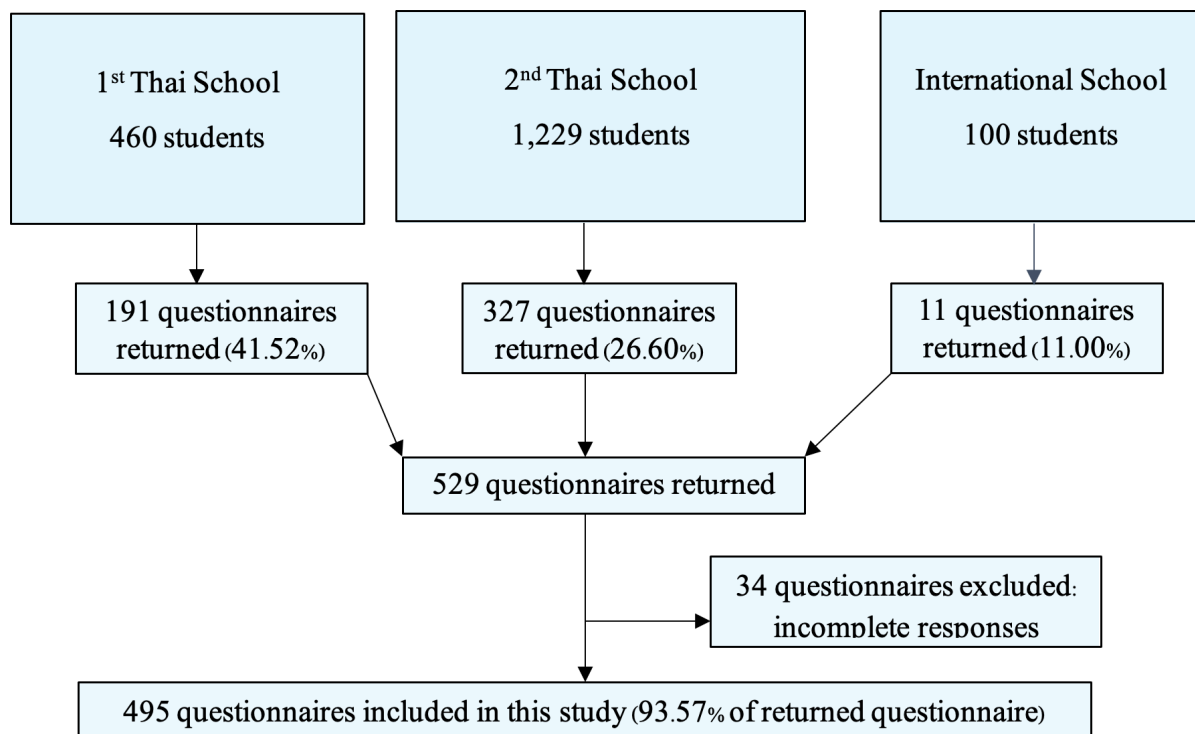 1st Thai School
460 students
2nd Thai School
1,229 students
International School
100 students
191 questionnaires
returned (41.52%)
327 questionnaires
returned (26.60%)
11 questionnaires
returned (11.00%)
529 questionnaires returned
34 questionnaires excluded:
incomplete responses
495 questionnaires included in this study (93.57% of returned questionnaire)